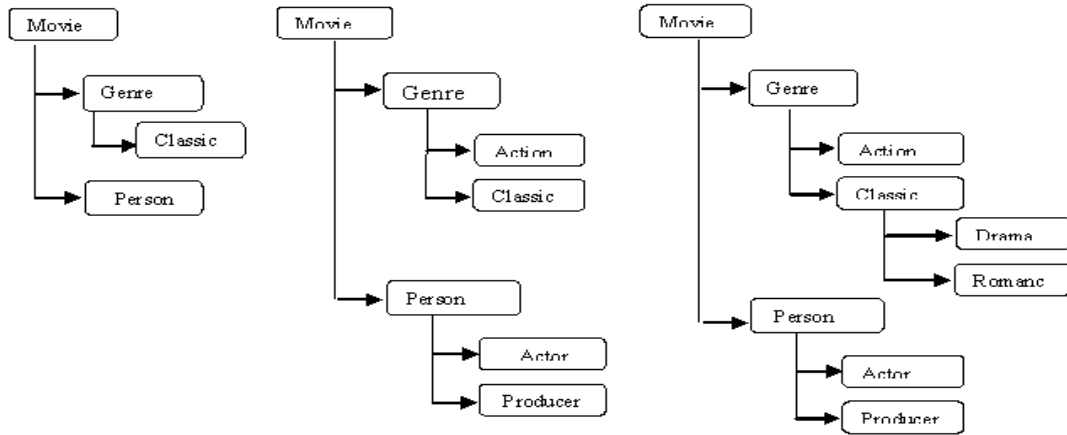 Movie
Genre
Classic
Person
Movie
Genre
Action
Classic
Person
Actor
Producer
Movie
Genre
Action
Classic
Drama
Romanc
Person
Actor
Producer